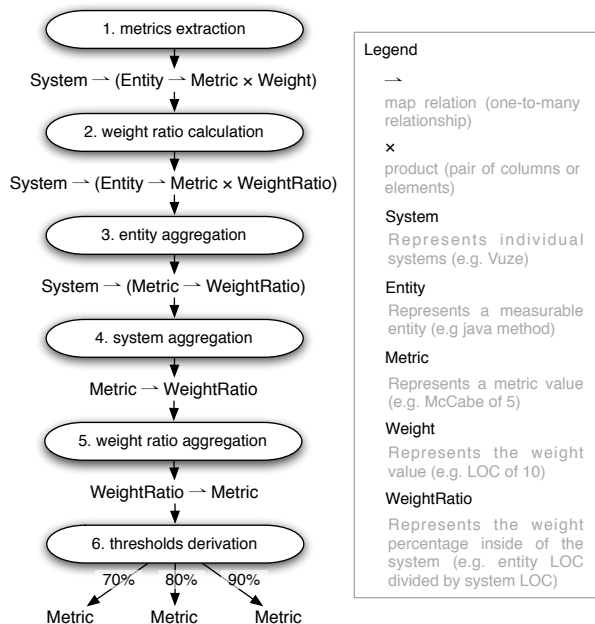 1. metrics extraction
System ⇀ (Entity ⇀ Metric × Weight)
2. weight ratio calculation
System ⇀ (Entity ⇀ Metric × WeightRatio)
3. entity aggregation
System ⇀ (Metric ⇀ WeightRatio)
4. system aggregation
Metric ⇀ WeightRatio
5. weight ratio aggregation
WeightRatio ⇀ Metric
6. thresholds derivation
70% 80% 90%
Metric Metric Metric
Legend
⇀
map relation (one-to-many
relationship)
×
product (pair of columns or
elements)
System
Represents individual
systems (e.g. Vuze)
Entity
Represents a measurable
entity (e.g java method)
Metric
Represents a metric value
(e.g. McCabe of 5)
Weight
Represents the weight
value (e.g. LOC of 10)
WeightRatio
Represents the weight
percentage inside of the
system (e.g. entity LOC
divided by system LOC)